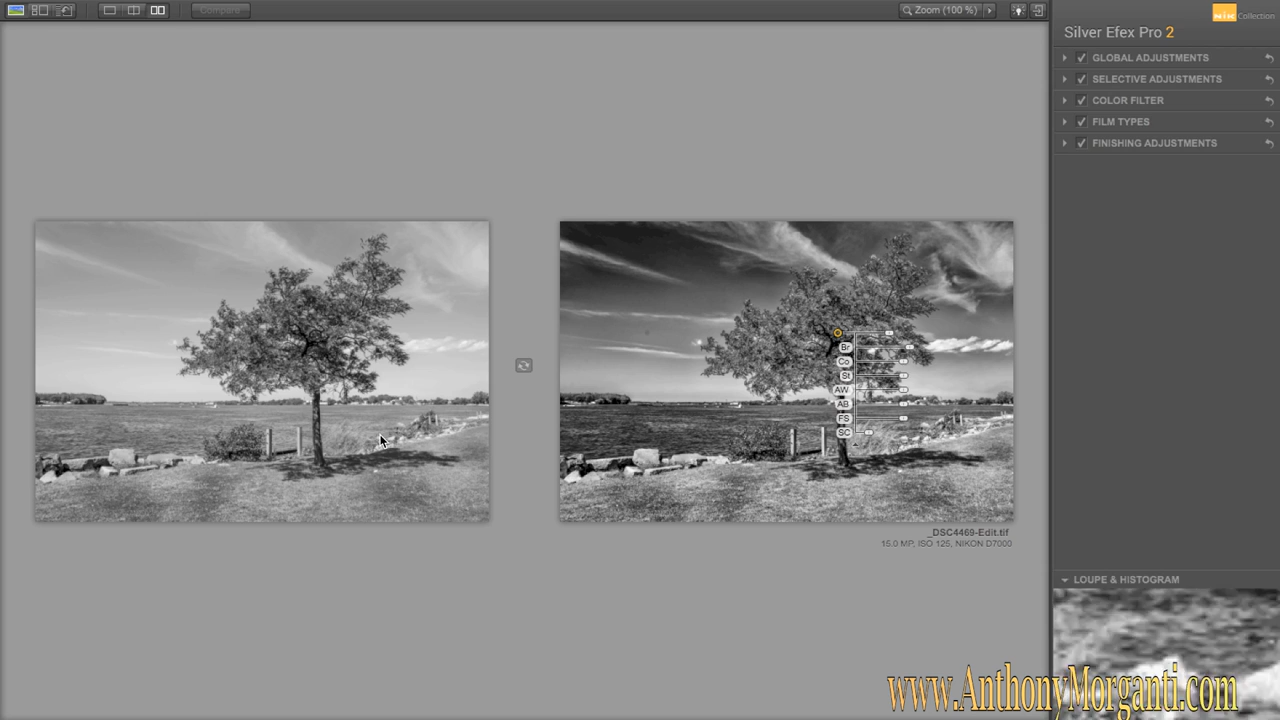 Compare
Zoom (100 %)
Nik Collection
Silver Efex Pro 2
GLOBAL ADJUSTMENTS
SELECTIVE ADJUSTMENTS
COLOR FILTER
FILM TYPES
FINISHING ADJUSTMENTS
Br
Co
St
AW
AB
FS
SC
_DSC4469-Edit.tif
15.0 MP, ISO 125, NIKON D7000
LOUPE & HISTOGRAM
www.AnthonyMorganti.com